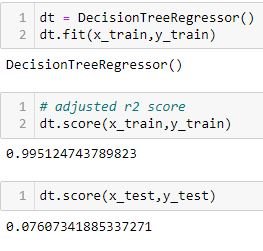 1 dt = DecisionTreeRegressor()
2 dt.fit(x_train,y_train)
DecisionTreeRegressor()
1 # adjusted r2 score
2 dt.score(x_train,y_train)
0.995124743789823
1 dt.score(x_test,y_test)
0.07607341885337271